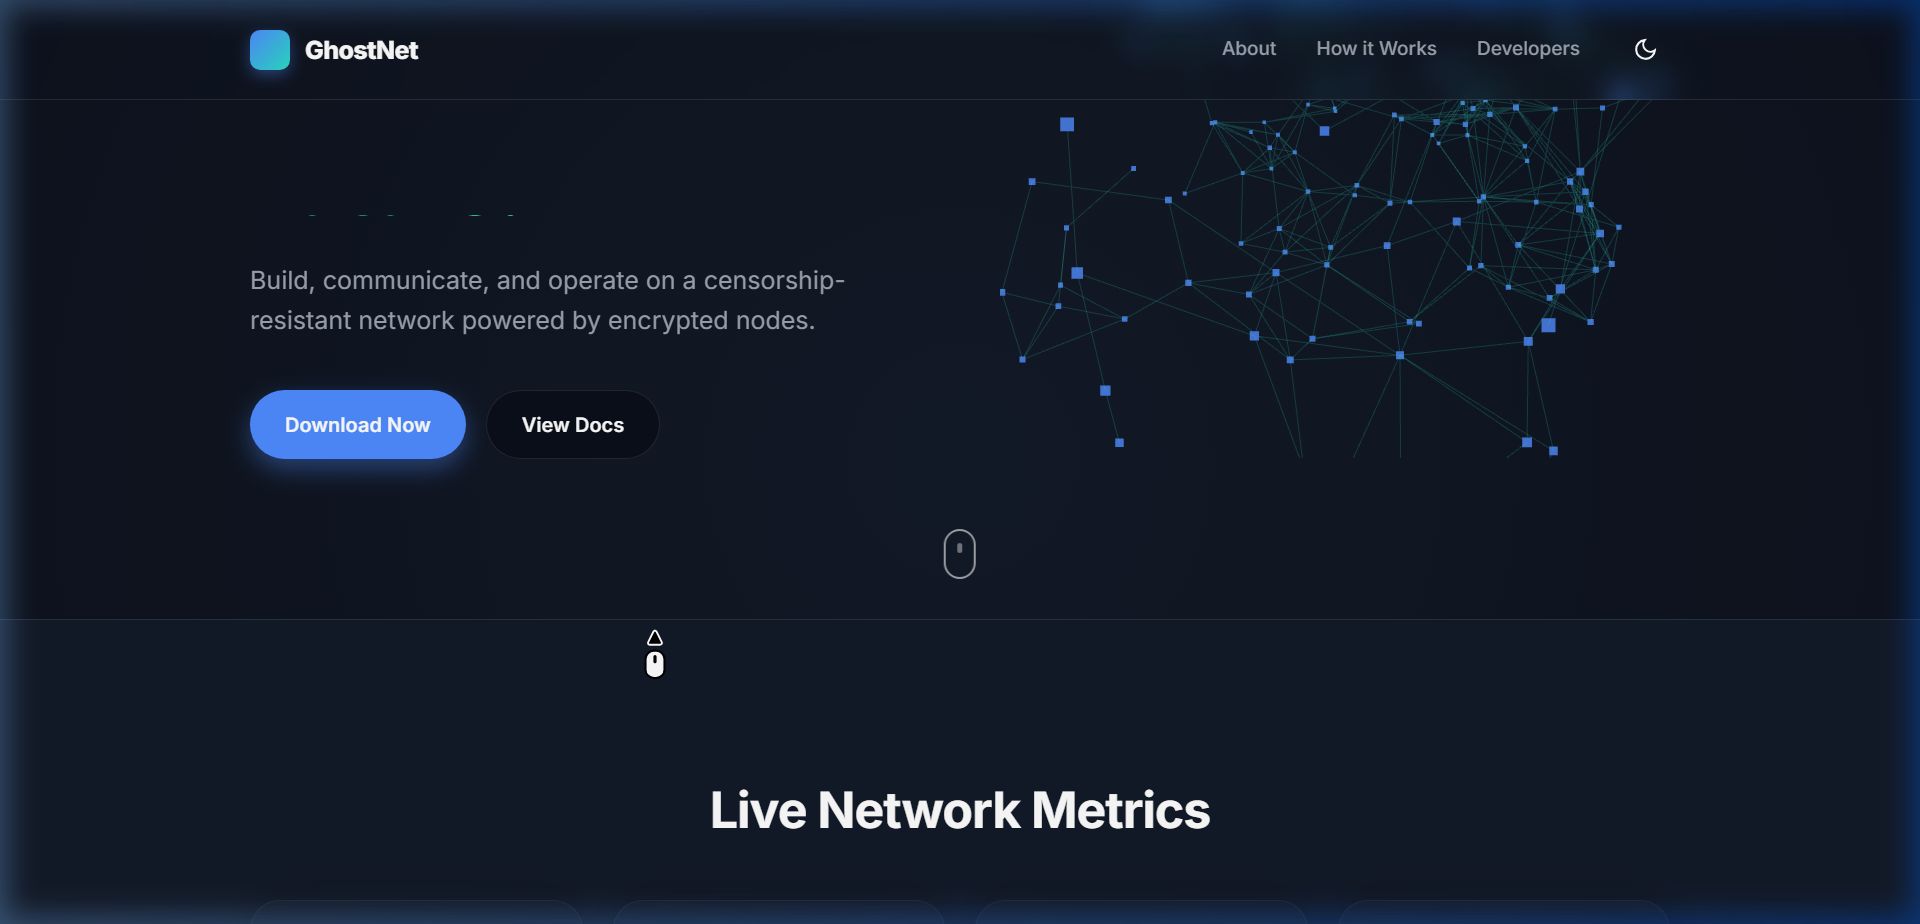 GhostNet
About
How it Works
Developers
Build, communicate, and operate on a censorship-
resistant network powered by encrypted nodes.
Download Now
View Docs
Live Network Metrics